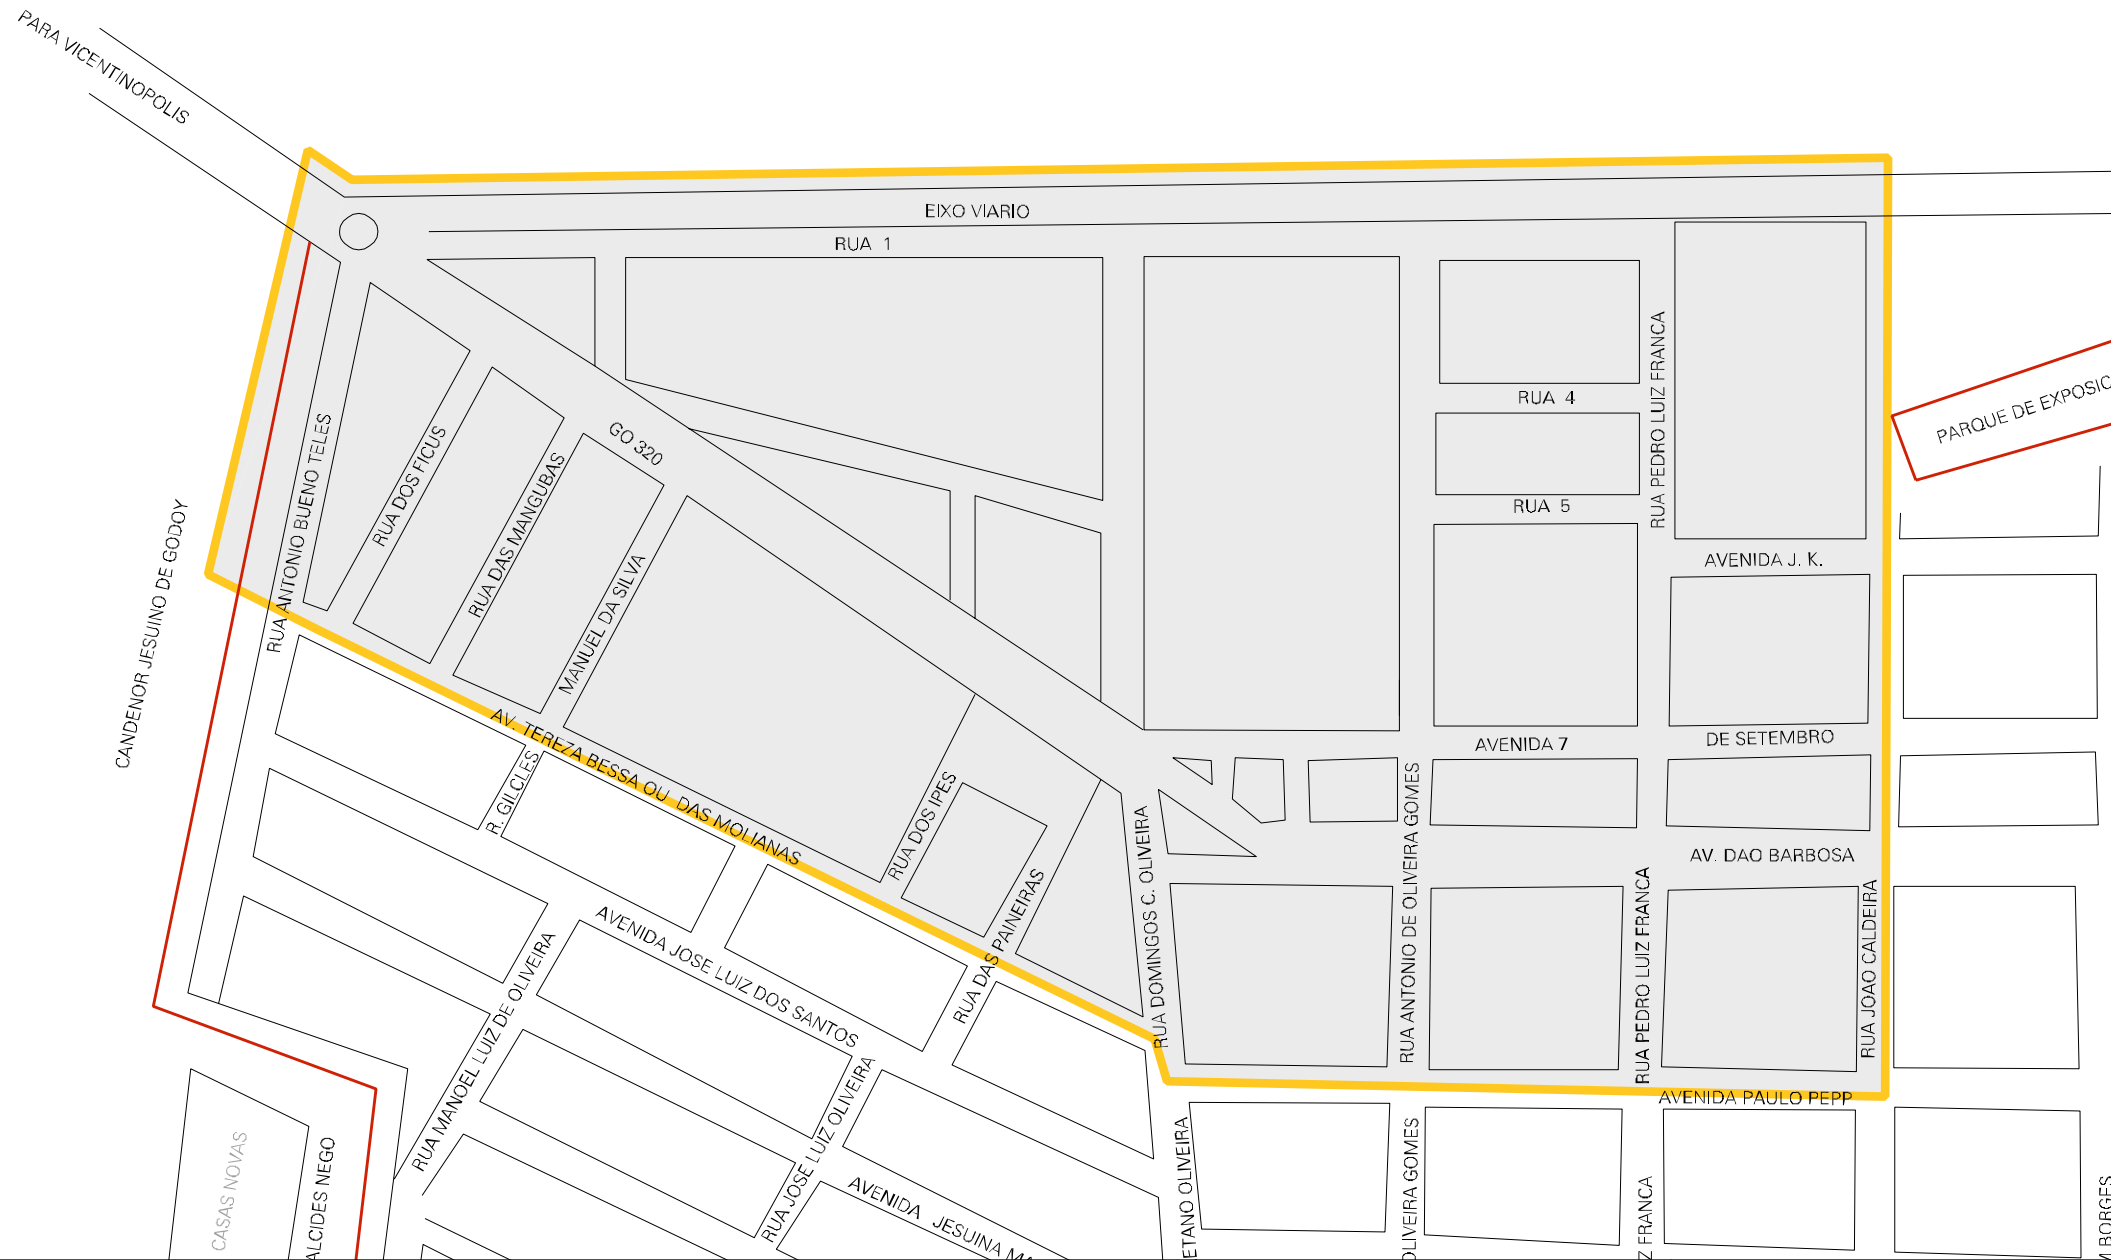 PARA VICENTINOPOLIS
EIXO VIARIO
RUA 1
RUA 4
RUA 5
RUA PEDRO LUIZ FRANCA
PARQUE DE EXPOSIC
GO 320
RUA ANTONIO BUENO TELES
RUA DOS FICUS
RUA DAS MANGUBAS
MANUEL DA SILVA
CANDENOR JESUINO DE GODOY
AVENIDA J. K.
AVENIDA 7
DE SETEMBRO
AV. TEREZA BESSA OU DAS MOLIANAS
R. GILCLES
RUA DOS IPES
RUA DAS PAINEIRAS
RUA DOMINGOS C. OLIVEIRA
RUA ANTONIO DE OLIVEIRA GOMES
AV. DAO BARBOSA
RUA PEDRO LUIZ FRANCA
RUA JOAO CALDEIRA
AVENIDA JOSE LUIZ DOS SANTOS
RUA MANOEL LUIZ DE OLIVEIRA
RUA JOSE LUIZ OLIVEIRA
AVENIDA PAULO PEPP
AVENIDA JESUINA MA
CASAS NOVAS
ALCIDES NEGO
ETANO OLIVEIRA
OLIVEIRA GOMES
Z FRANCA
M BORGES